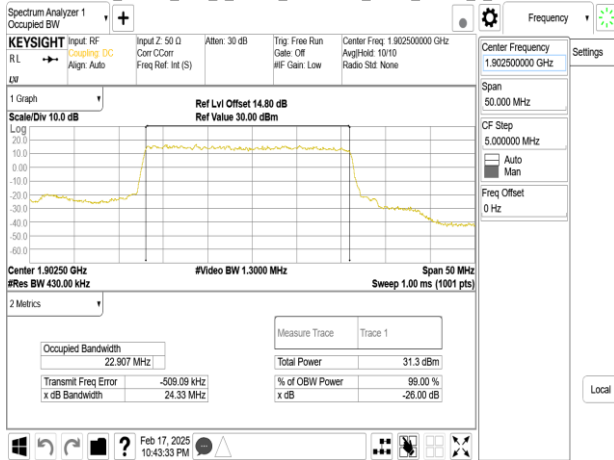 Spectrum Analyzer 1
Occupied BW
Frequency
KEYSIGHT
RL
LXI
Input: RF
Coupling: DC
Align: Auto
Input Z: 50 Ω
Corr CCorr
Freq Ref: Int (S)
Atten: 30 dB
Trig: Free Run
Gate: Off
#IF Gain: Low
Center Freq: 1.902500000 GHz
Avg|Hold: 10/10
Radio Std: None
1 Graph
Scale/Div 10.0 dB
Ref Lvl Offset 14.80 dB
Ref Value 30.00 dBm
Log
20.0
10.0
0.00
-10.0
-20.0
-30.0
-40.0
-50.0
-60.0
Center 1.90250 GHz
#Video BW 1.3000 MHz
Span 50 MHz
#Res BW 430.00 kHz
Sweep 1.00 ms (1001 pts)
2 Metrics
Measure Trace
Trace 1
Occupied Bandwidth
22.907 MHz
Total Power
31.3 dBm
Transmit Freq Error
-509.09 kHz
% of OBW Power
99.00 %
x dB Bandwidth
24.33 MHz
x dB
-26.00 dB
Center Frequency
1.902500000 GHz
Settings
Span
50.000 MHz
CF Step
5.000000 MHz
Auto
Man
Freq Offset
0 Hz
Local
?
Feb 17, 2025
10:43:33 PM